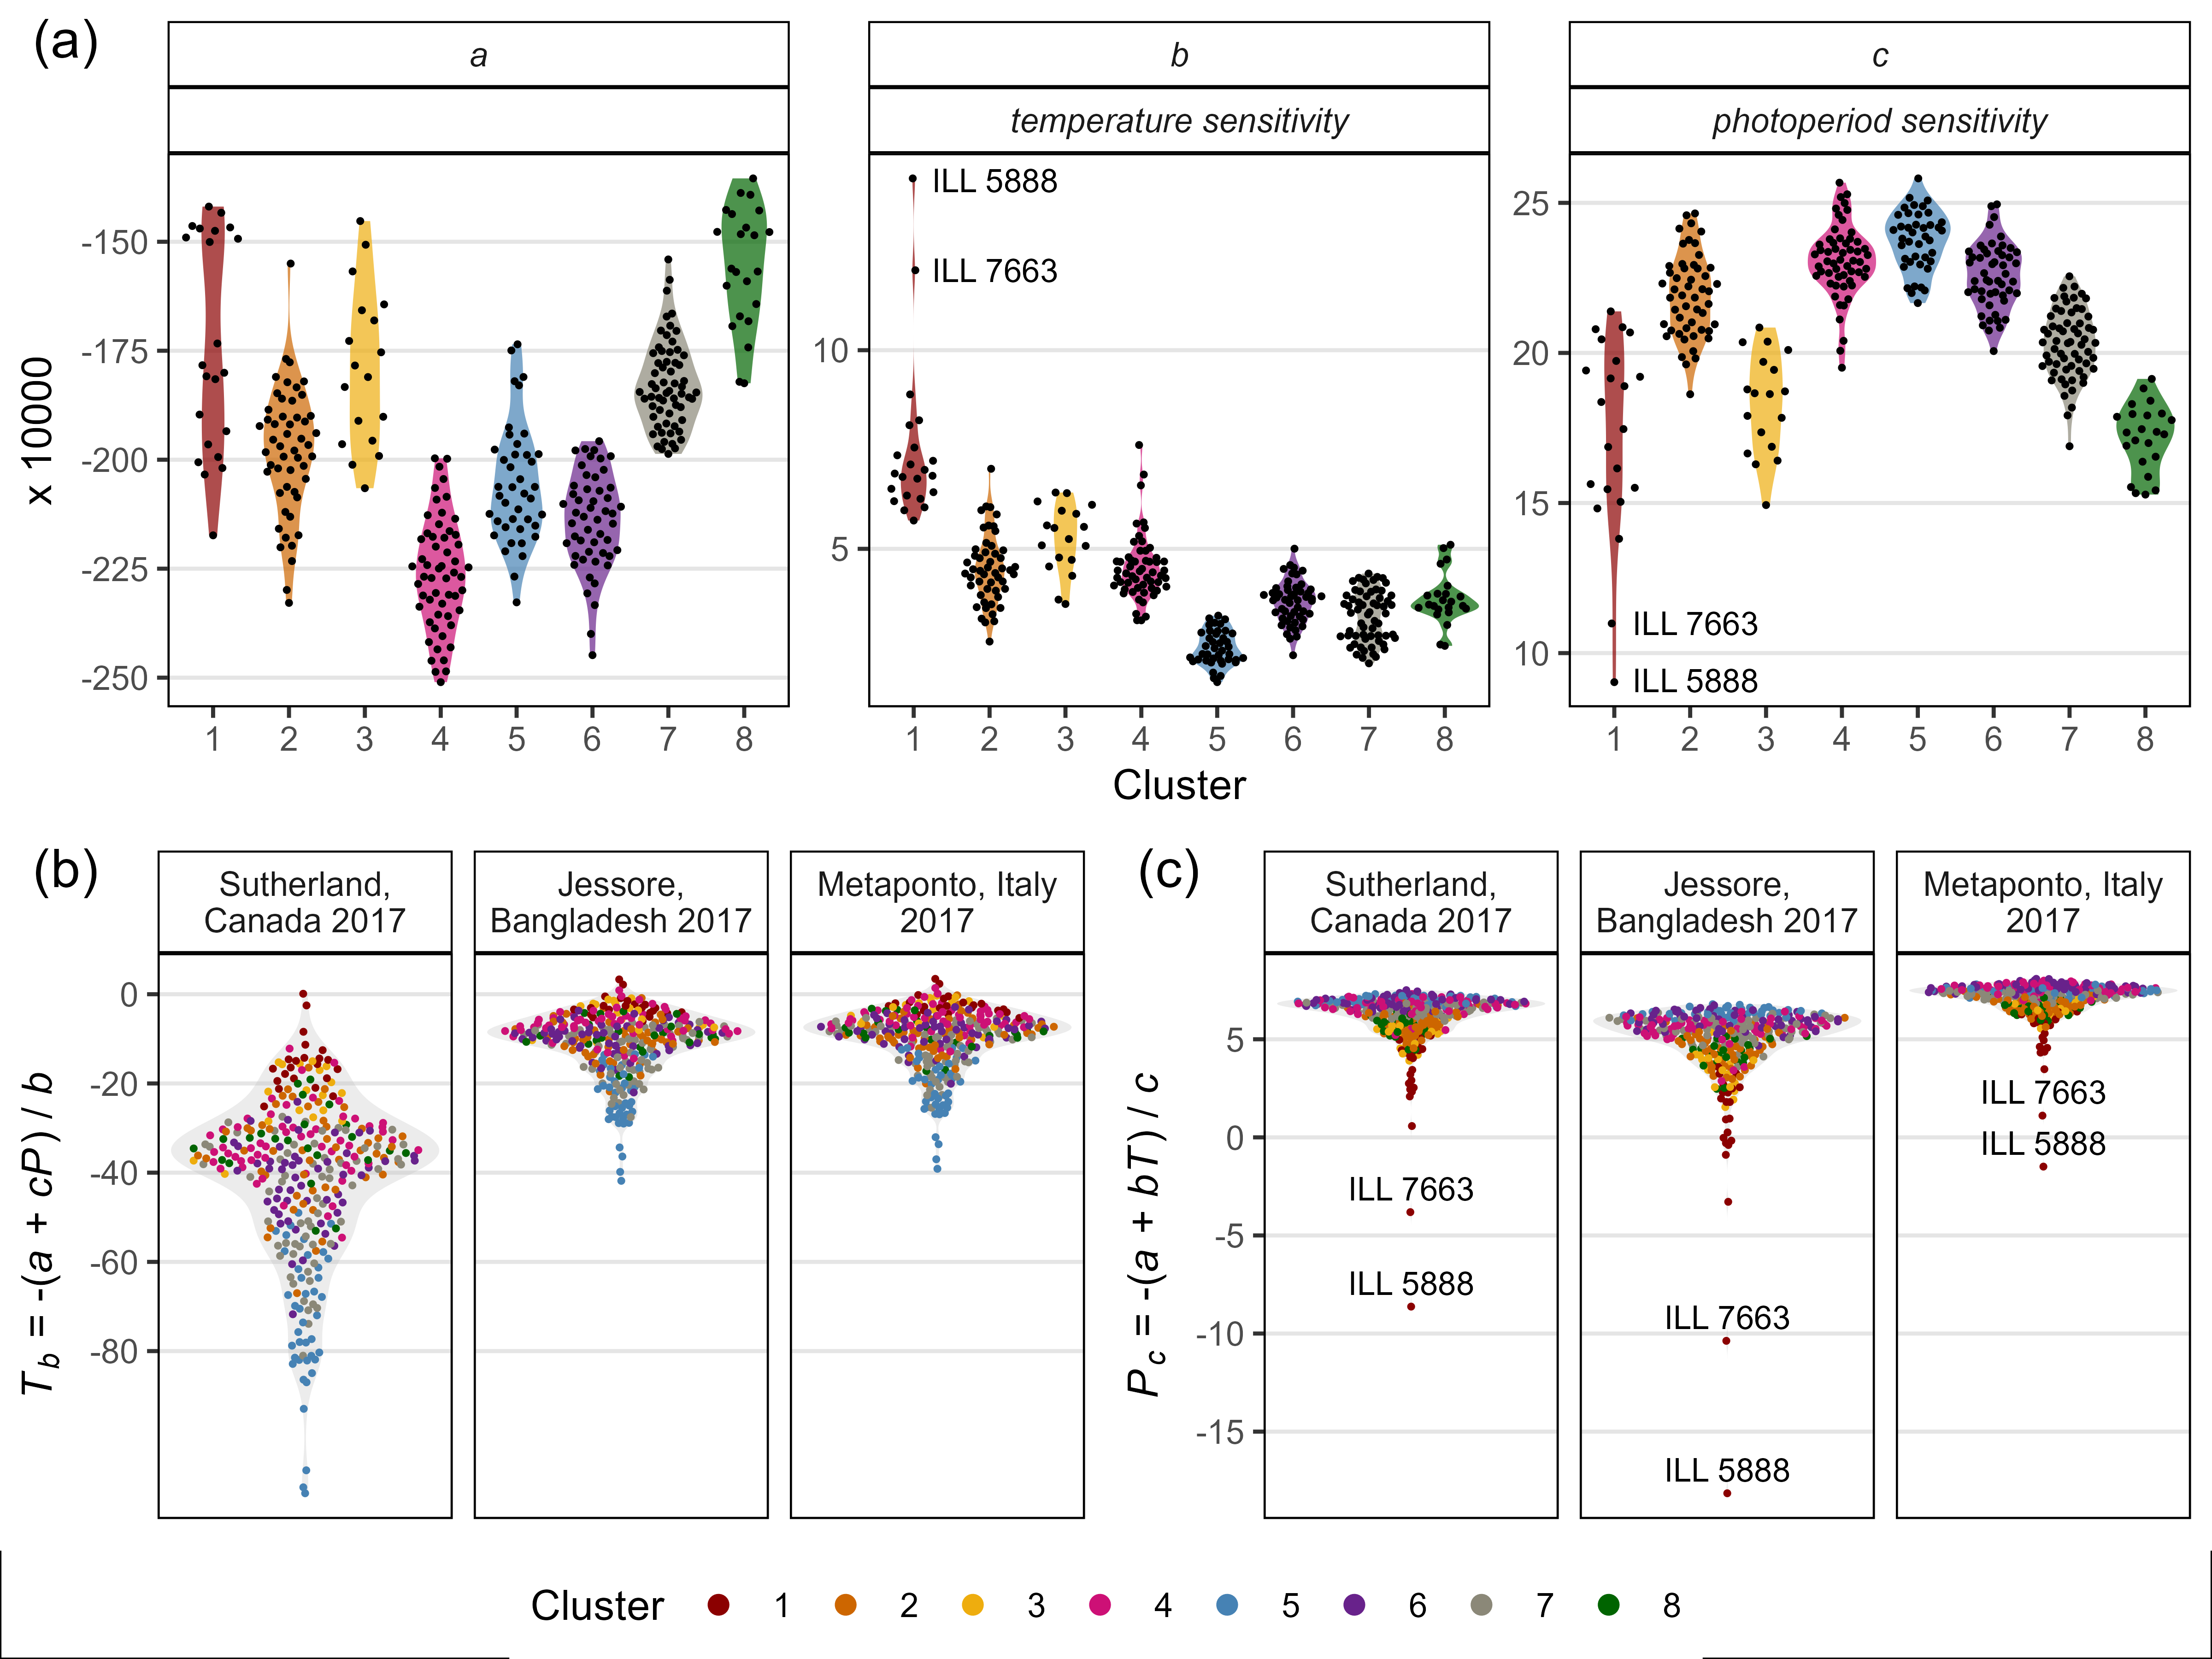 (a)
a
b
c
temperature sensitivity
photoperiod sensitivity
x 10000
-150
-175
-200
-225
-250
1 2 3 4 5 6 7 8
10
5
ILL 5888
ILL 7663
1 2 3 4 5 6 7 8
25
20
15
10
ILL 7663
ILL 5888
1 2 3 4 5 6 7 8
Cluster
(b)
Sutherland,
Canada 2017
Jessore,
Bangladesh 2017
Metaponto, Italy
2017
T b = -(a + cP) / b
0
-20
-40
-60
-80
(c)
Sutherland,
Canada 2017
Jessore,
Bangladesh 2017
Metaponto, Italy
2017
P c = -(a + bT) / c
5
0
-5
-10
-15
ILL 7663
ILL 5888
ILL 7663
ILL 5888
ILL 7663
ILL 5888
Cluster 1 2 3 4 5 6 7 8